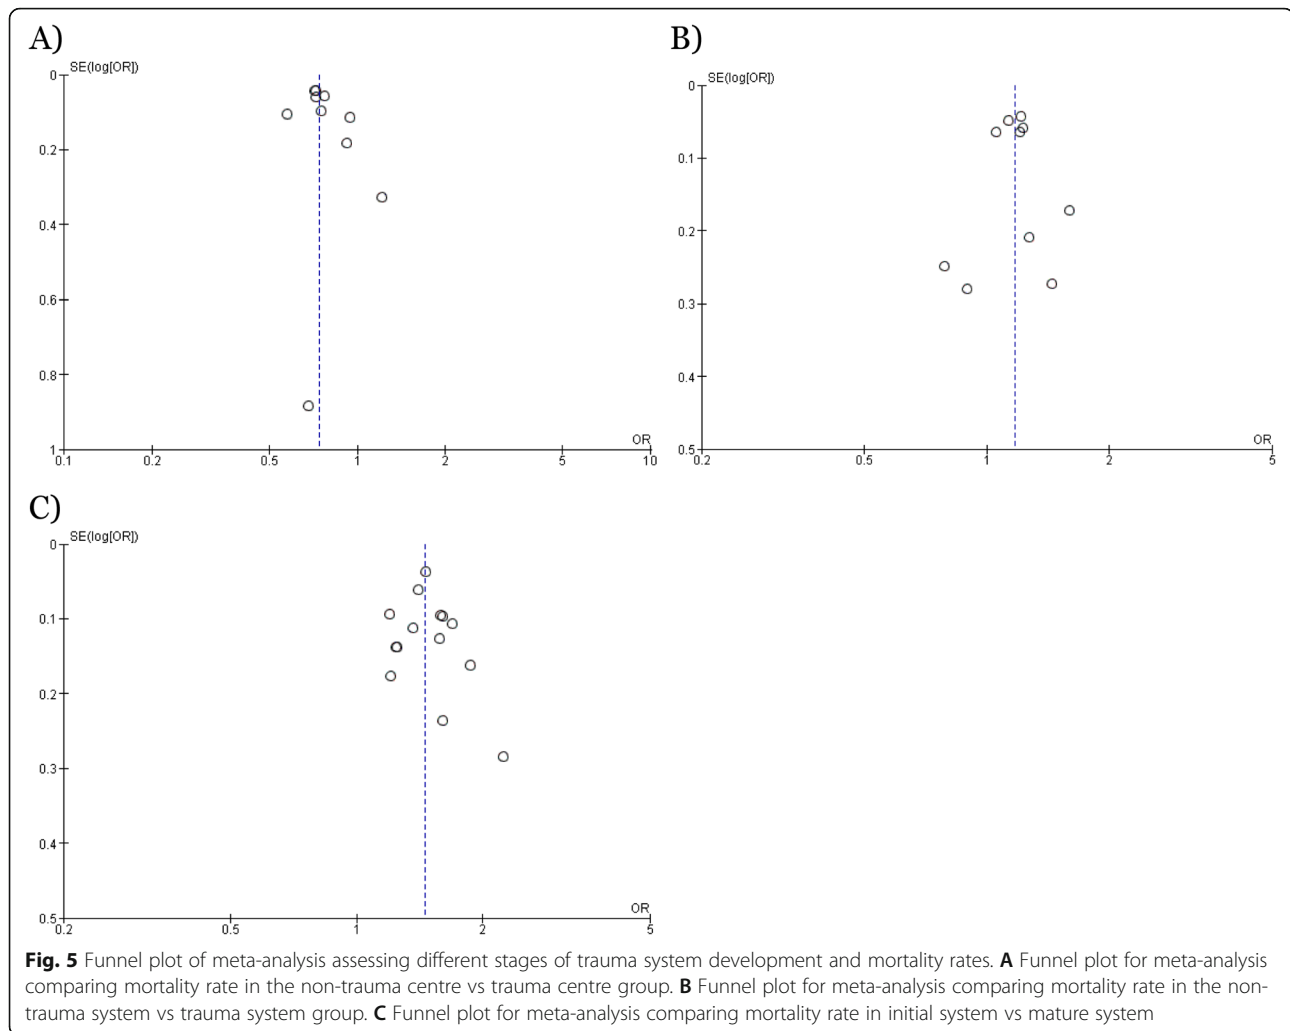 A)
SE(log[OR])
0
0.2
0.4
0.6
0.8
1
OR
0.1 0.2 0.5 1 2 5 10
B)
SE(log[OR])
0
0.1
0.2
0.3
0.4
0.5
OR
0.2 0.5 1 2 5
C)
SE(log[OR])
0
0.1
0.2
0.3
0.4
0.5
OR
0.2 0.5 1 2 5
Fig. 5 Funnel plot of meta-analysis assessing different stages of trauma system development and mortality rates. A Funnel plot for meta-analysis
comparing mortality rate in the non-trauma centre vs trauma centre group. B Funnel plot for meta-analysis comparing mortality rate in the non-
trauma system vs trauma system group. C Funnel plot for meta-analysis comparing mortality rate in initial system vs mature system